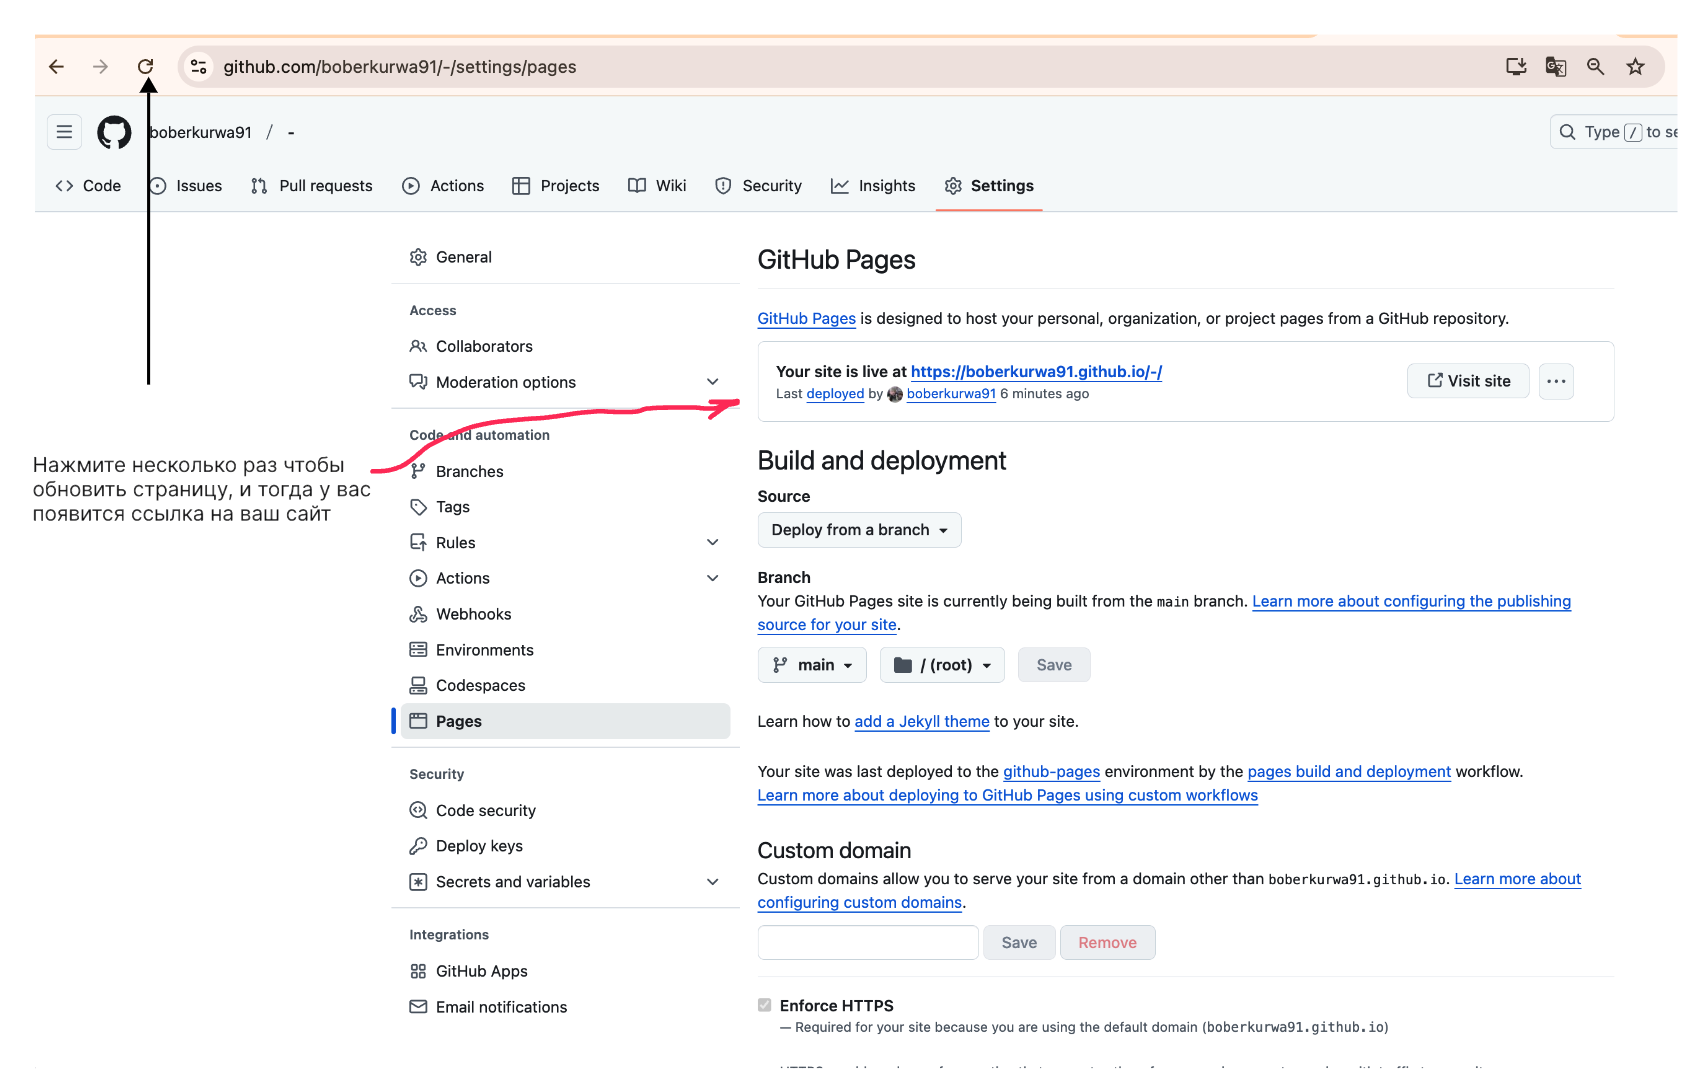 github.com/boberkurwa91/-/settings/pages
boberkurwa91 / -
Type / to
Code Issues Pull requests Actions Projects Wiki Security Insights Settings
General
Access
Collaborators
Moderation options
Code and automation
Branches
Tags
Rules
Actions
Webhooks
Environments
Codespaces
Pages
Security
Code security
Deploy keys
Secrets and variables
Integrations
GitHub Apps
Email notifications
Нажмите несколько раз чтобы
обновить страницу, и тогда у вас
появится ссылка на ваш сайт
GitHub Pages
GitHub Pages is designed to host your personal, organization, or project pages from a GitHub repository.
Your site is live at https://boberkurwa91.github.io/-/
Last deployed by boberkurwa91 6 minutes ago
Visit site
Build and deployment
Source
Deploy from a branch
Branch
Your GitHub Pages site is currently being built from the main branch. Learn more about configuring the publishing
source for your site.
main / (root) Save
Learn how to add a Jekyll theme to your site.
Your site was last deployed to the github-pages environment by the pages build and deployment workflow.
Learn more about deploying to GitHub Pages using custom workflows
Custom domain
Custom domains allow you to serve your site from a domain other than boberkurwa91.github.io. Learn more about
configuring custom domains.
Save Remove
Enforce HTTPS
— Required for your site because you are using the default domain (boberkurwa91.github.io)